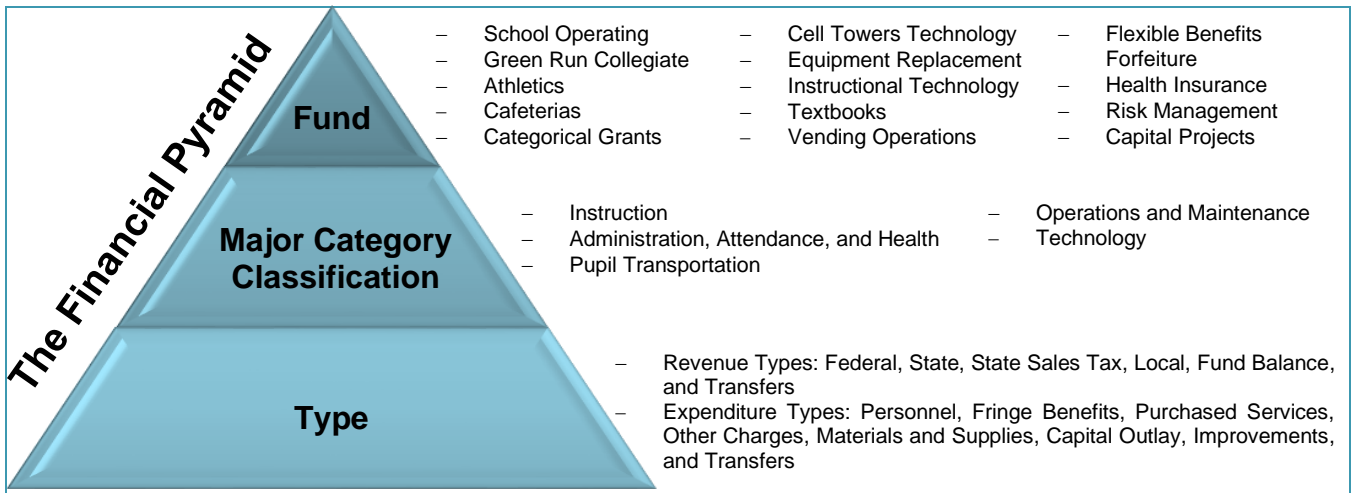 The Financial Pyramid
Fund
– School Operating
– Green Run Collegiate
– Athletics
– Cafeterias
– Categorical Grants
– Cell Towers Technology
– Equipment Replacement
– Instructional Technology
– Textbooks
– Vending Operations
– Flexible Benefits
Forfeiture
– Health Insurance
– Risk Management
– Capital Projects
Major Category
Classification
– Instruction
– Administration, Attendance, and Health
– Pupil Transportation
– Operations and Maintenance
– Technology
Type
– Revenue Types: Federal, State, State Sales Tax, Local, Fund Balance,
and Transfers
– Expenditure Types: Personnel, Fringe Benefits, Purchased Services,
Other Charges, Materials and Supplies, Capital Outlay, Improvements,
and Transfers